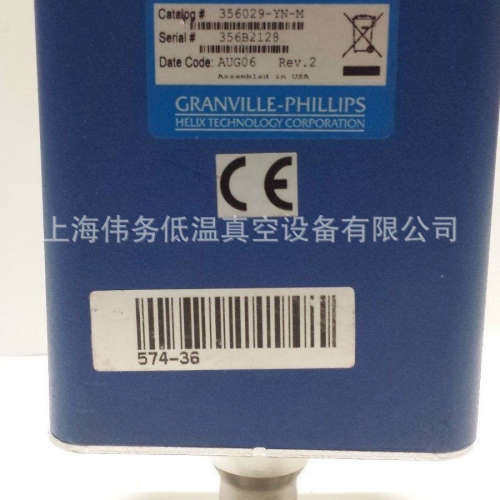 Catalog # 356029-YN-M
Serial # 356B2128
Date Code: AUG06 Rev.2
Assembled in USA
GRANVILLE-PHILLIPS
HELIX TECHNOLOGY CORPORATION
CE
上海伟务低温真空设备有限公司
574-36